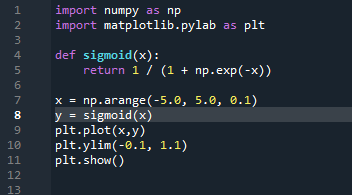 1 import numpy as np
2 import matplotlib.pylab as plt
3
4 def sigmoid(x):
5     return 1 / (1 + np.exp(-x))
6
7 x = np.arange(-5.0, 5.0, 0.1)
8 y = sigmoid(x)
9 plt.plot(x,y)
10 plt.ylim(-0.1, 1.1)
11 plt.show()
12
13